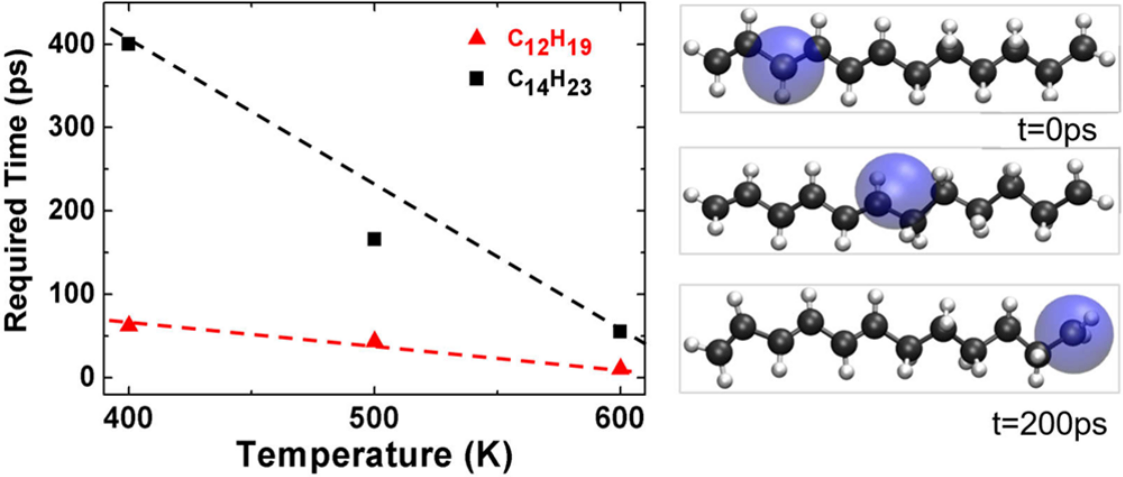 Required Time (ps)
400
300
200
100
0
C12H19
C14H23
400 500 600
Temperature (K)
t=0ps
t=200ps